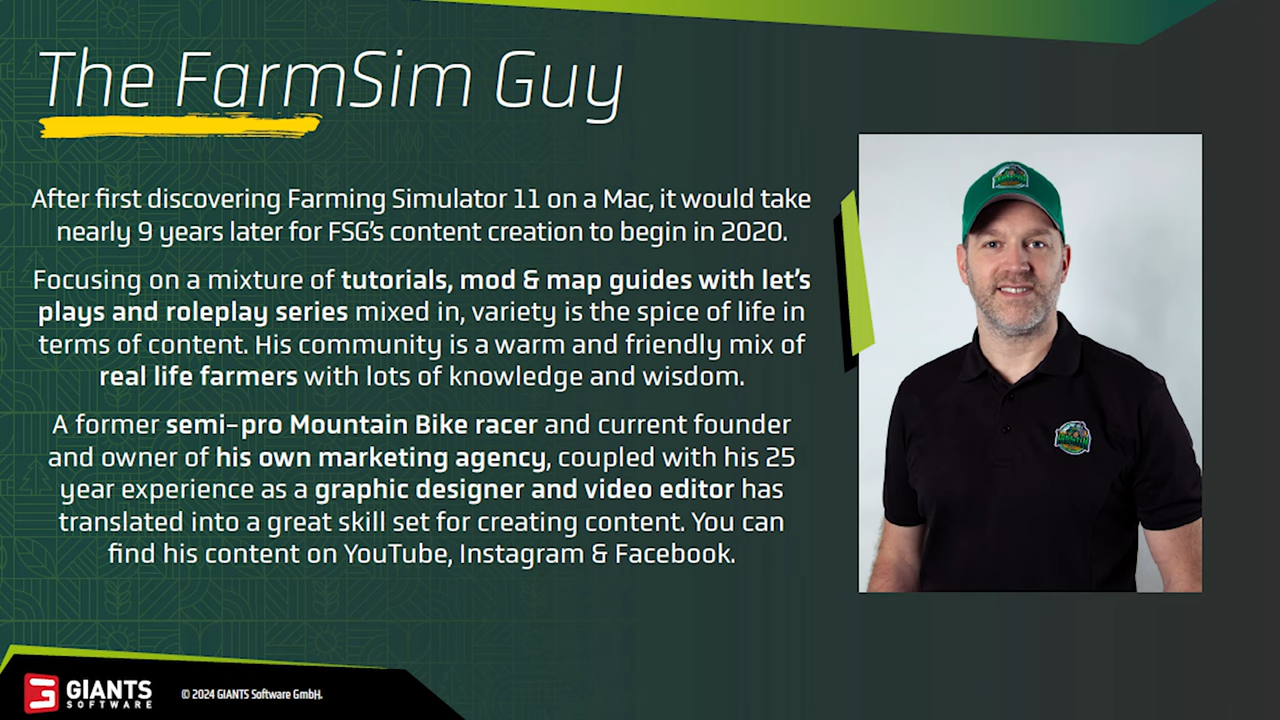 The FarmSim Guy
After first discovering Farming Simulator 11 on a Mac, it would take
nearly 9 years later for FSG's content creation to begin in 2020.
Focusing on a mixture of tutorials, mod & map guides with let's
plays and roleplay series mixed in, variety is the spice of life in
terms of content. His community is a warm and friendly mix of
real life farmers with lots of knowledge and wisdom.
A former semi-pro Mountain Bike racer and current founder
and owner of his own marketing agency, coupled with his 25
year experience as a graphic designer and video editor has
translated into a great skill set for creating content. You can
find his content on YouTube, Instagram & Facebook.
GIANTS
SOFTWARE
© 2024 GIANTS Software GmbH.